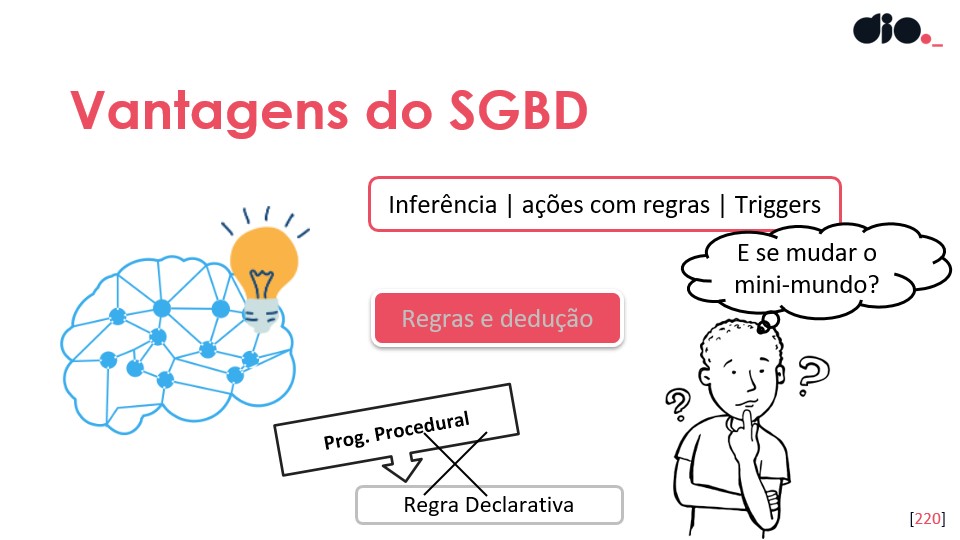 dio._
Vantagens do SGBD
Inferência | ações com regras | Triggers
E se mudar o
mini-mundo?
Regras e dedução
?
?
Prog. Procedural
Regra Declarativa
[220]